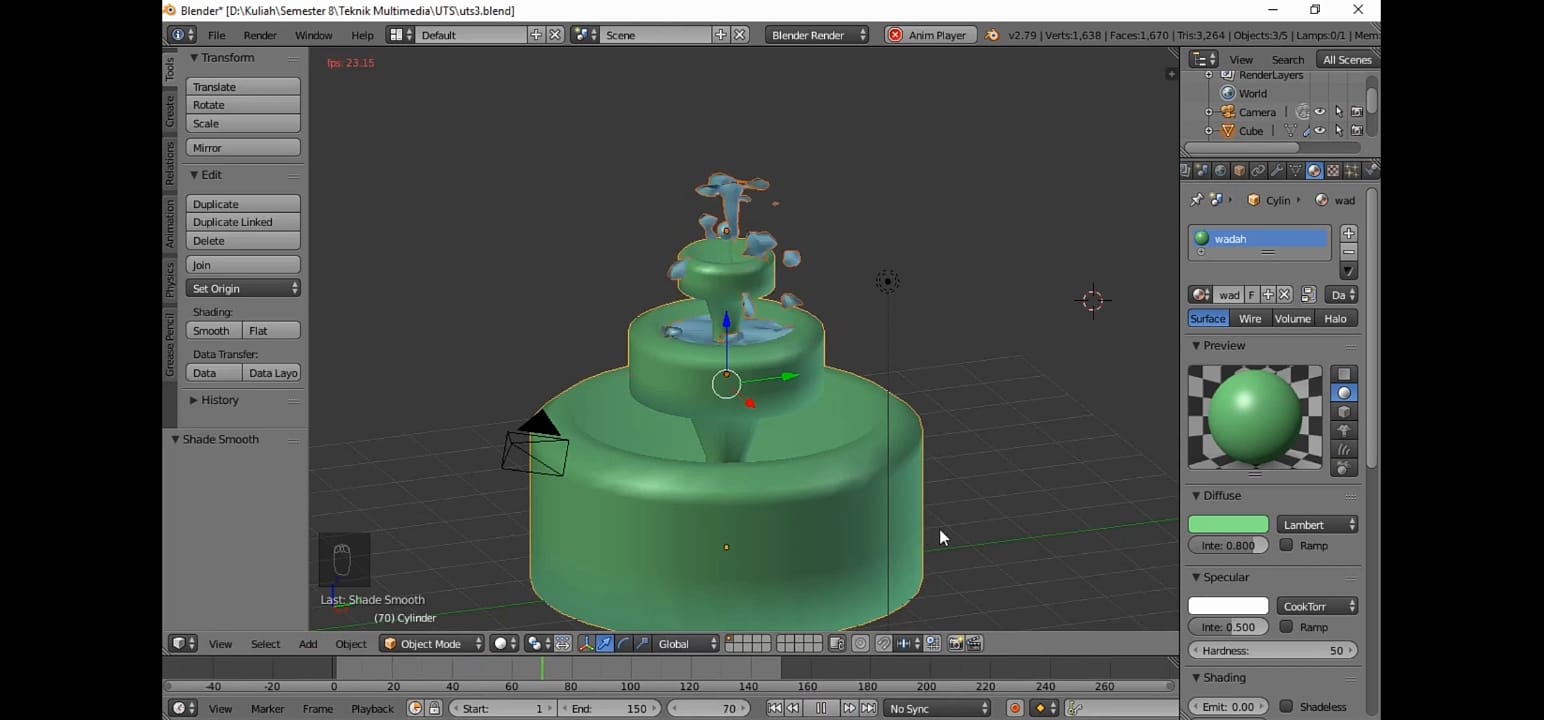 Blender* [D:\Kuliah\Semester 8\Teknik Multimedia\UTS\uts3.blend]
File Render Window Help Default Scene Blender Render Anim Player v2.79 | Verts:1,638 | Faces:1,670 | Tris:3,264 | Objects:3/5 | Lamps:0/1 | Mem:
fps: 23.15
Tools
Create
Relations
Animation
Physics
Grease Pencil
Transform
Translate
Rotate
Scale
Mirror
Edit
Duplicate
Duplicate Linked
Delete
Join
Set Origin
Shading:
Smooth Flat
Data Transfer:
Data Data Layo
History
Shade Smooth
Last: Shade Smooth
(70) Cylinder
View Search All Scenes
RenderLayers
World
Camera
Cube
Cylin wad
wadah
wad F Da
Surface Wire Volume Halo
Preview
Diffuse
Lambert
Inte: 0.800 Ramp
Specular
CookTorr
Inte: 0.500 Ramp
Hardness: 50
Shading
Emit: 0.00 Shadeless
View Select Add Object Object Mode Global
-40 -20 0 20 40 60 80 100 120 140 160 180 200 220 240 260
View Marker Frame Playback Start: 1 End: 150 70 No Sync